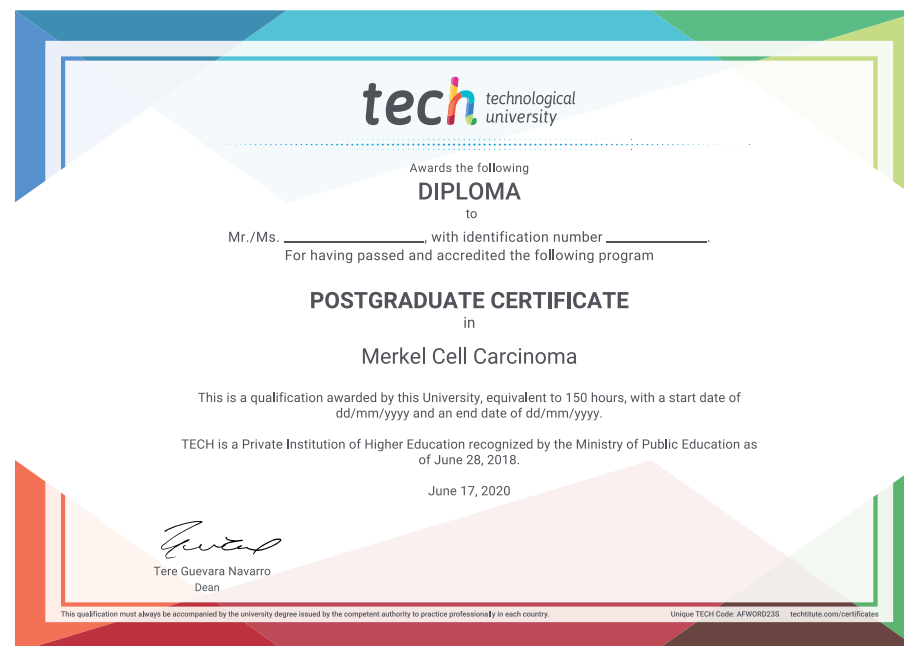 tech technological
university
Awards the following
DIPLOMA
to
Mr./Ms. ____________________, with identification number ______________.
For having passed and accredited the following program
POSTGRADUATE CERTIFICATE
in
Merkel Cell Carcinoma
This is a qualification awarded by this University, equivalent to 150 hours, with a start date of
dd/mm/yyyy and an end date of dd/mm/yyyy.
TECH is a Private Institution of Higher Education recognized by the Ministry of Public Education as
of June 28, 2018.
June 17, 2020
Tere Guevara Navarro
Dean
This qualification must always be accompanied by the university degree issued by the competent authority to practice professionally in each country. Unique TECH Code: AFWORD23S techtitute.com/certificates